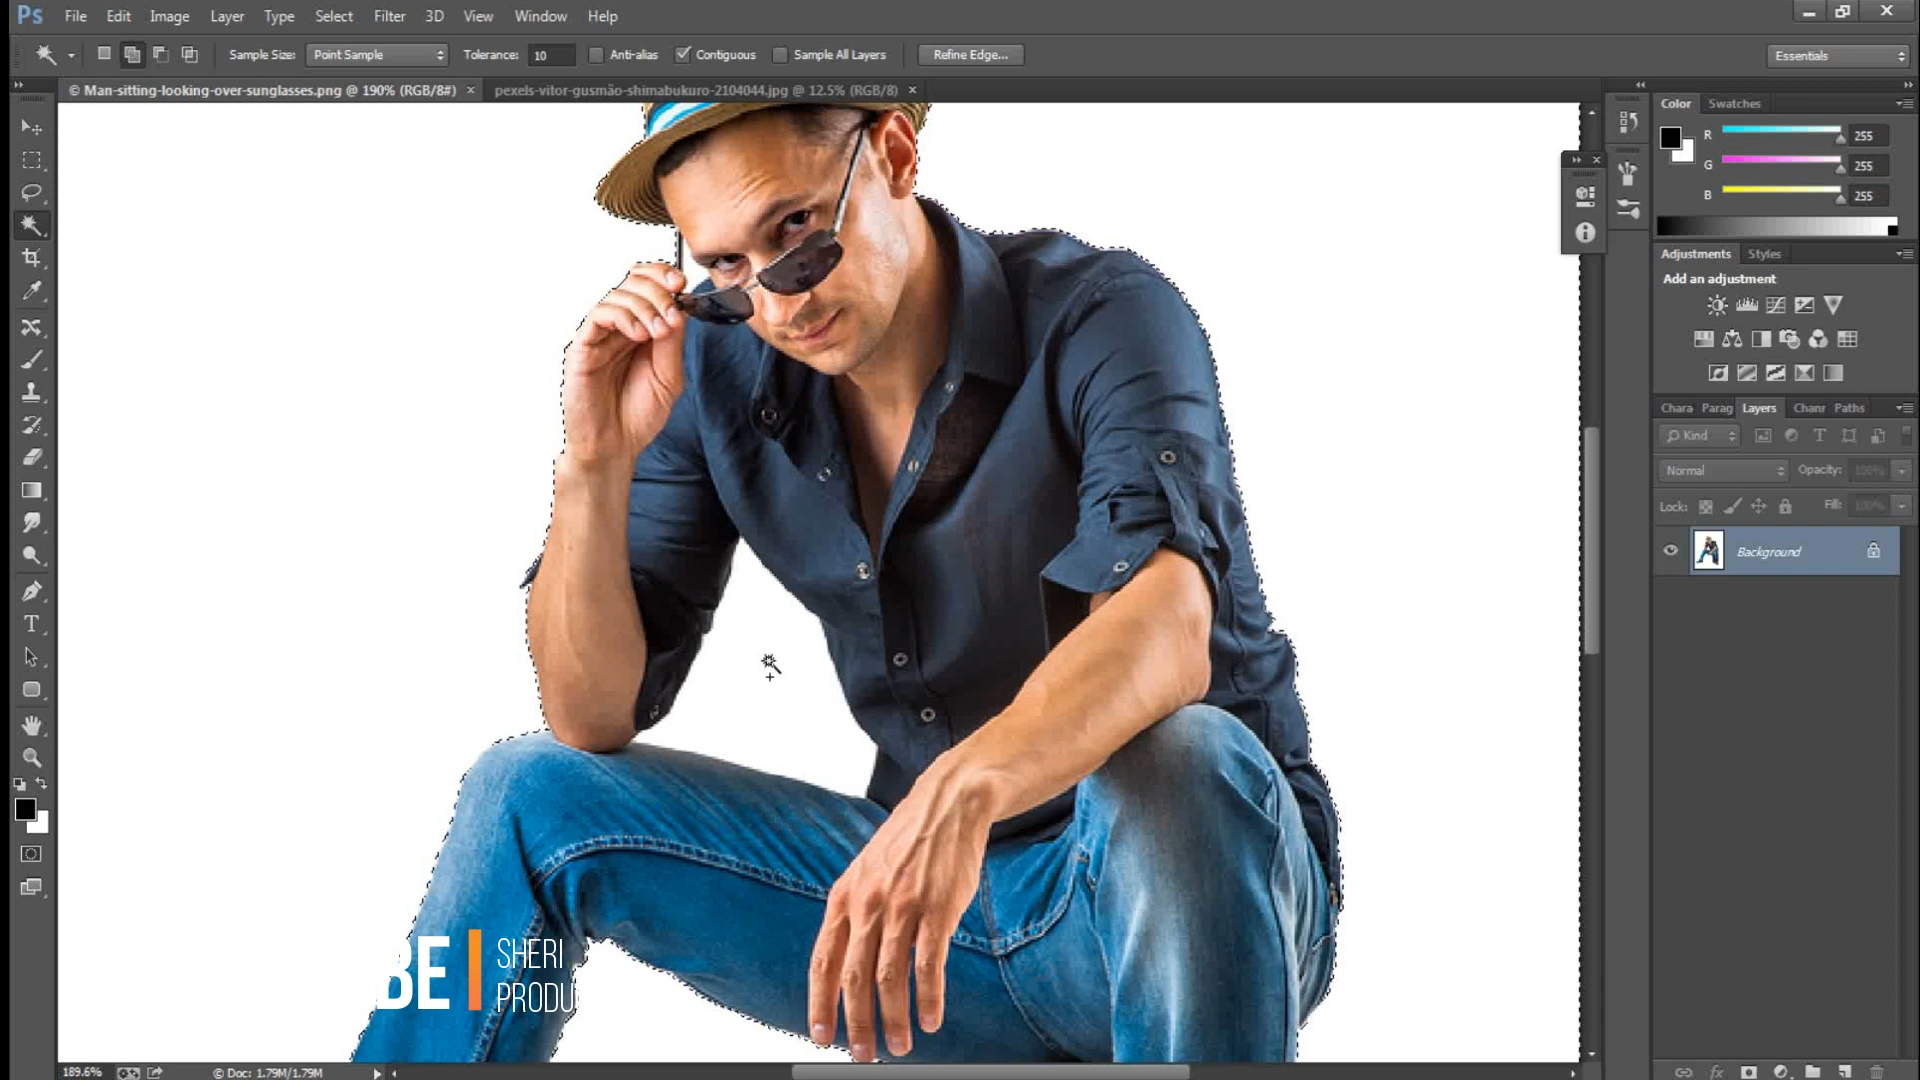 Ps File Edit Image Layer Type Select Filter 3D View Window Help
Sample Size: Point Sample Tolerance: 10 Anti-alias Contiguous Sample All Layers Refine Edge... Essentials
© Man-sitting-looking-over-sunglasses.png @ 190% (RGB/8#) × pexels-vitor-gusmão-shimabukuro-2104044.jpg @ 12.5% (RGB/8) ×
Color Swatches
R 255
G 255
B 255
Adjustments Styles
Add an adjustment
Chara Parag Layers Chanr Paths
Kind
Normal Opacity: 100%
Lock: Fill: 100%
Background
BE
SHERI
PRODU
189.6% © Doc: 1.79M/1.79M